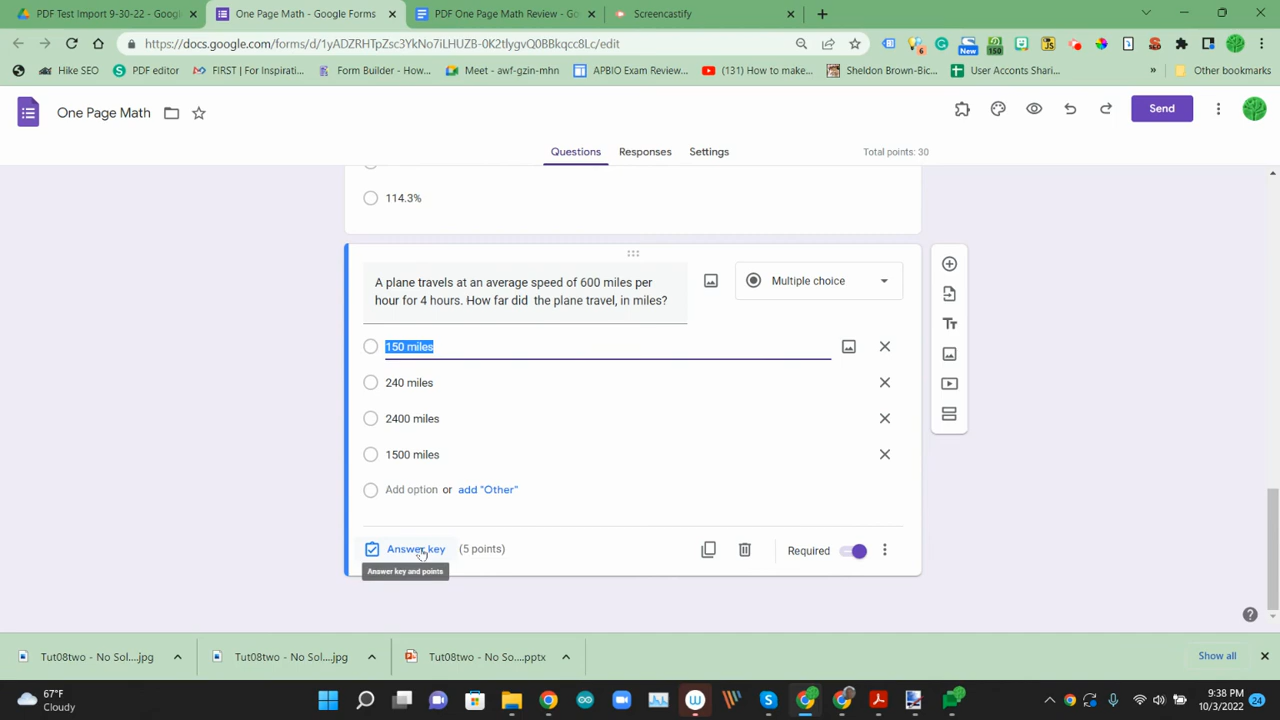 PDF Test Import 9-30-22 - Googl
One Page Math - Google Forms
PDF One Page Math Review - Go
Screencastify
https://docs.google.com/forms/d/1yADZRHTpZsc3YkNo7iLHUZB-0K2tlygvQ0BBkqcc8Lc/edit
Hike SEO
PDF editor
FIRST | For Inspirati...
Form Builder - How...
Meet - awf-gzin-mhn
APBIO Exam Review...
(131) How to make...
Sheldon Brown-Bic...
User Acconts Shari...
»
Other bookmarks
One Page Math
Send
Questions
Responses
Settings
Total points: 30
114.3%
A plane travels at an average speed of 600 miles per
hour for 4 hours. How far did the plane travel, in miles?
Multiple choice
150 miles
240 miles
2400 miles
1500 miles
Add option or add "Other"
Answer key (5 points)
Required
Answer key and points
Tut08two - No Sol....jpg
Tut08two - No Sol....jpg
Tut08two - No So....pptx
Show all
67°F
Cloudy
9:38 PM
10/3/2022
24